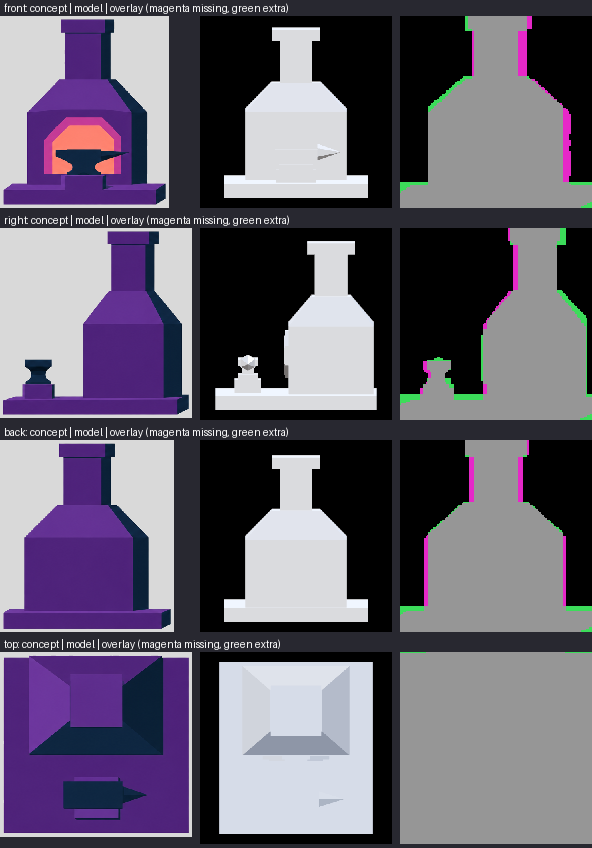 front: concept | model | overlay (magenta missing, green extra)
right: concept | model | overlay (magenta missing, green extra)
back: concept | model | overlay (magenta missing, green extra)
top: concept | model | overlay (magenta missing, green extra)